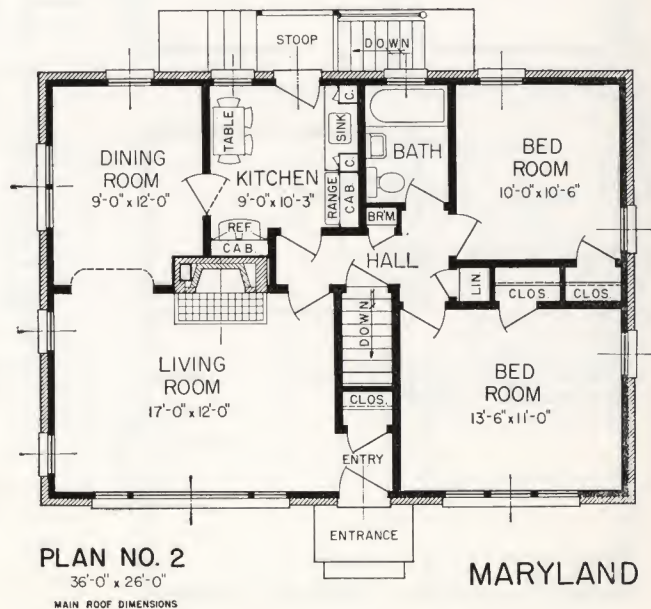 STOOP
DOWN
DINING
ROOM
9'-0" x 12'-0"
TABLE
KITCHEN
9'-0" x 10'-3"
C.
SINK
C.
RANGE
CAB.
REF.
CAB.
BATH
BR'M.
BED
ROOM
10'-0" x 10'-6"
HALL
LIN.
CLOS.
CLOS.
LIVING
ROOM
17'-0" x 12'-0"
DOWN
CLOS.
ENTRY
BED
ROOM
13'-6" x 11'-0"
ENTRANCE
PLAN NO. 2
36'-0" x 26'-0"
MAIN ROOF DIMENSIONS
MARYLAND